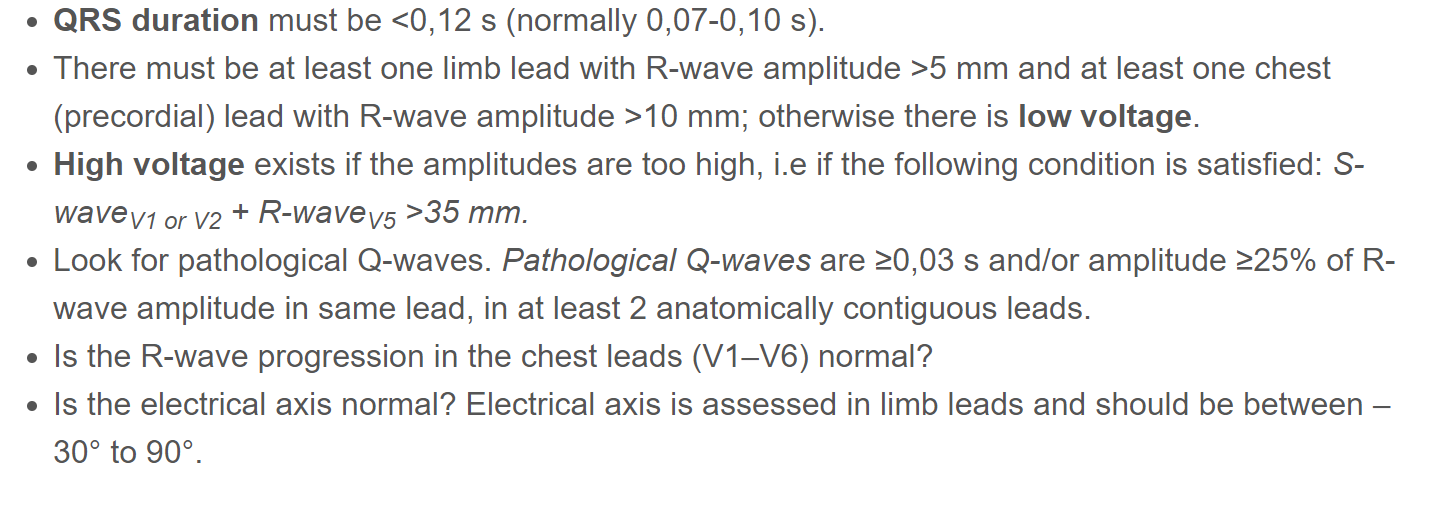 • QRS duration must be <0,12 s (normally 0,07-0,10 s).
• There must be at least one limb lead with R-wave amplitude >5 mm and at least one chest
(precordial) lead with R-wave amplitude >10 mm; otherwise there is low voltage.
• High voltage exists if the amplitudes are too high, i.e if the following condition is satisfied: S-
waveV1 or V2 + R-waveV5 >35 mm.
• Look for pathological Q-waves. Pathological Q-waves are ≥0,03 s and/or amplitude ≥25% of R-
wave amplitude in same lead, in at least 2 anatomically contiguous leads.
• Is the R-wave progression in the chest leads (V1–V6) normal?
• Is the electrical axis normal? Electrical axis is assessed in limb leads and should be between –
30° to 90°.